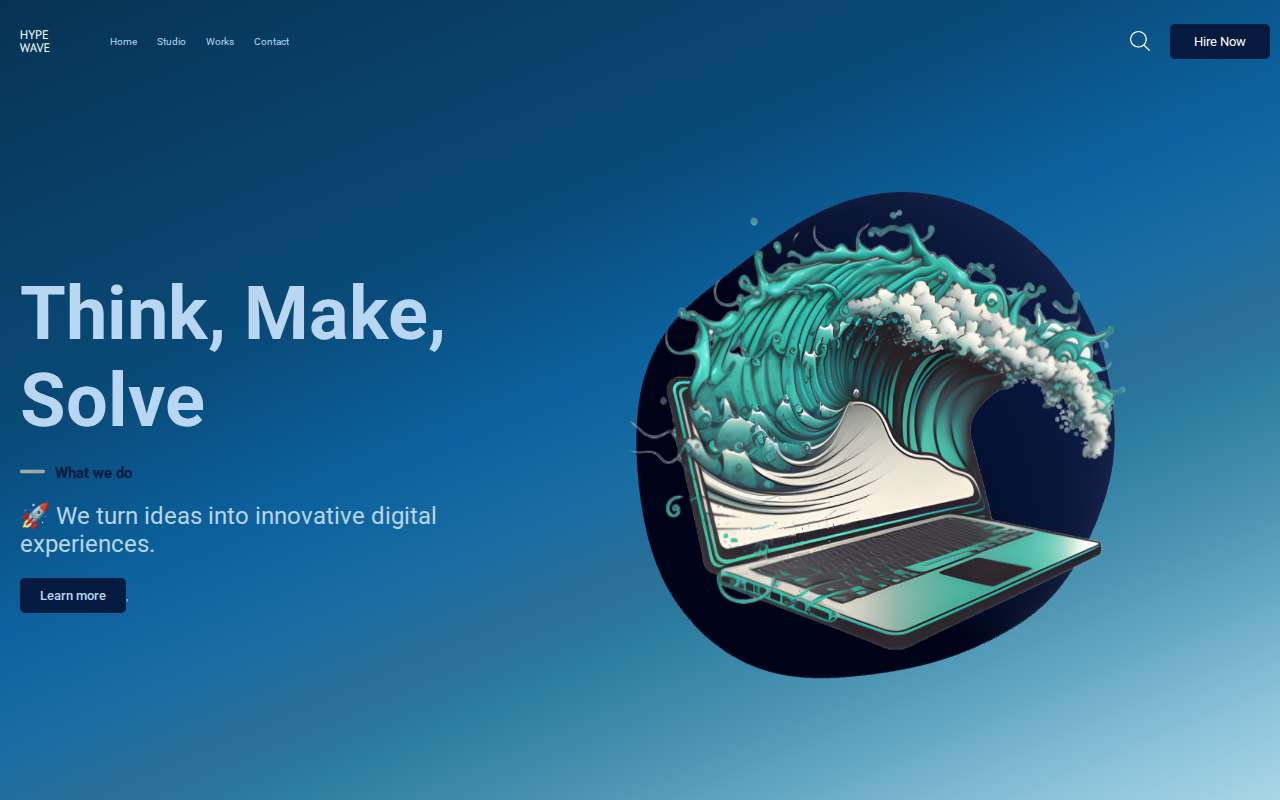 HYPE
WAVE
Home Studio Works Contact
Hire Now
Think, Make,
Solve
What we do
🚀 We turn ideas into innovative digital
experiences.
Learn more ,